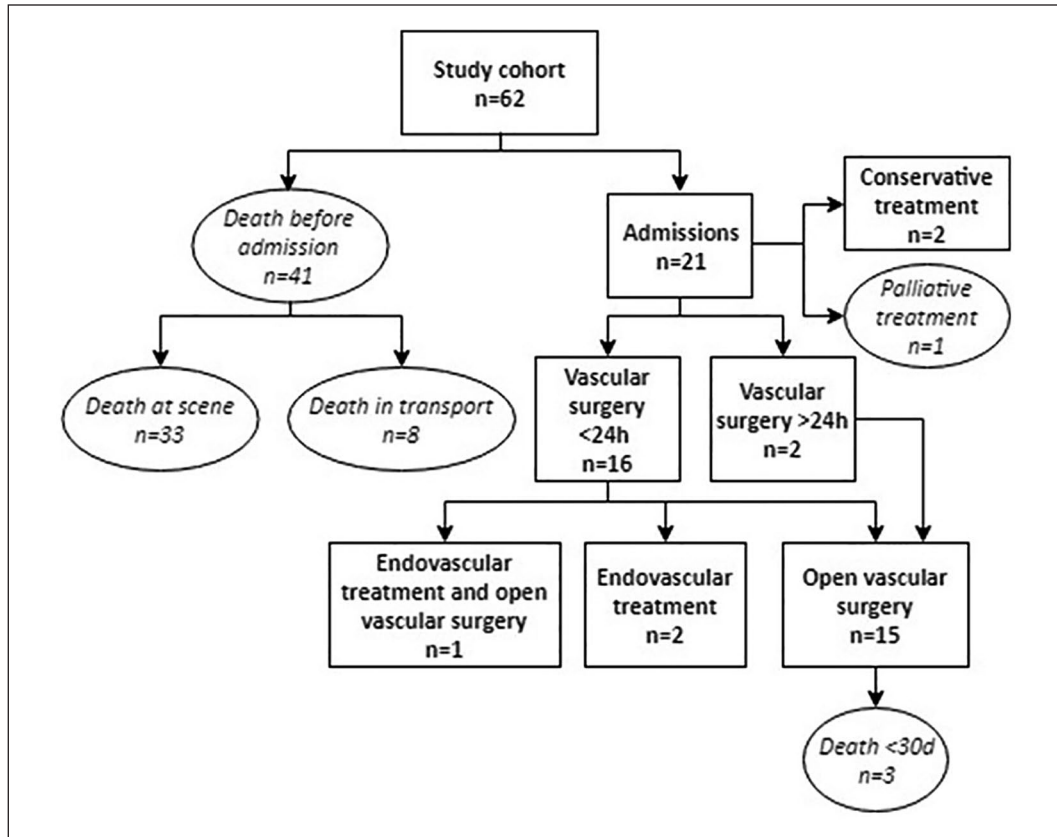 Study cohort
n=62
Death before
admission
n=41
Admissions
n=21
Conservative
treatment
n=2
Palliative
treatment
n=1
Death at scene
n=33
Death in transport
n=8
Vascular
surgery
<24h
n=16
Vascular
surgery >24h
n=2
Endovascular
treatment and open
vascular surgery
n=1
Endovascular
treatment
n=2
Open vascular
surgery
n=15
Death <30d
n=3